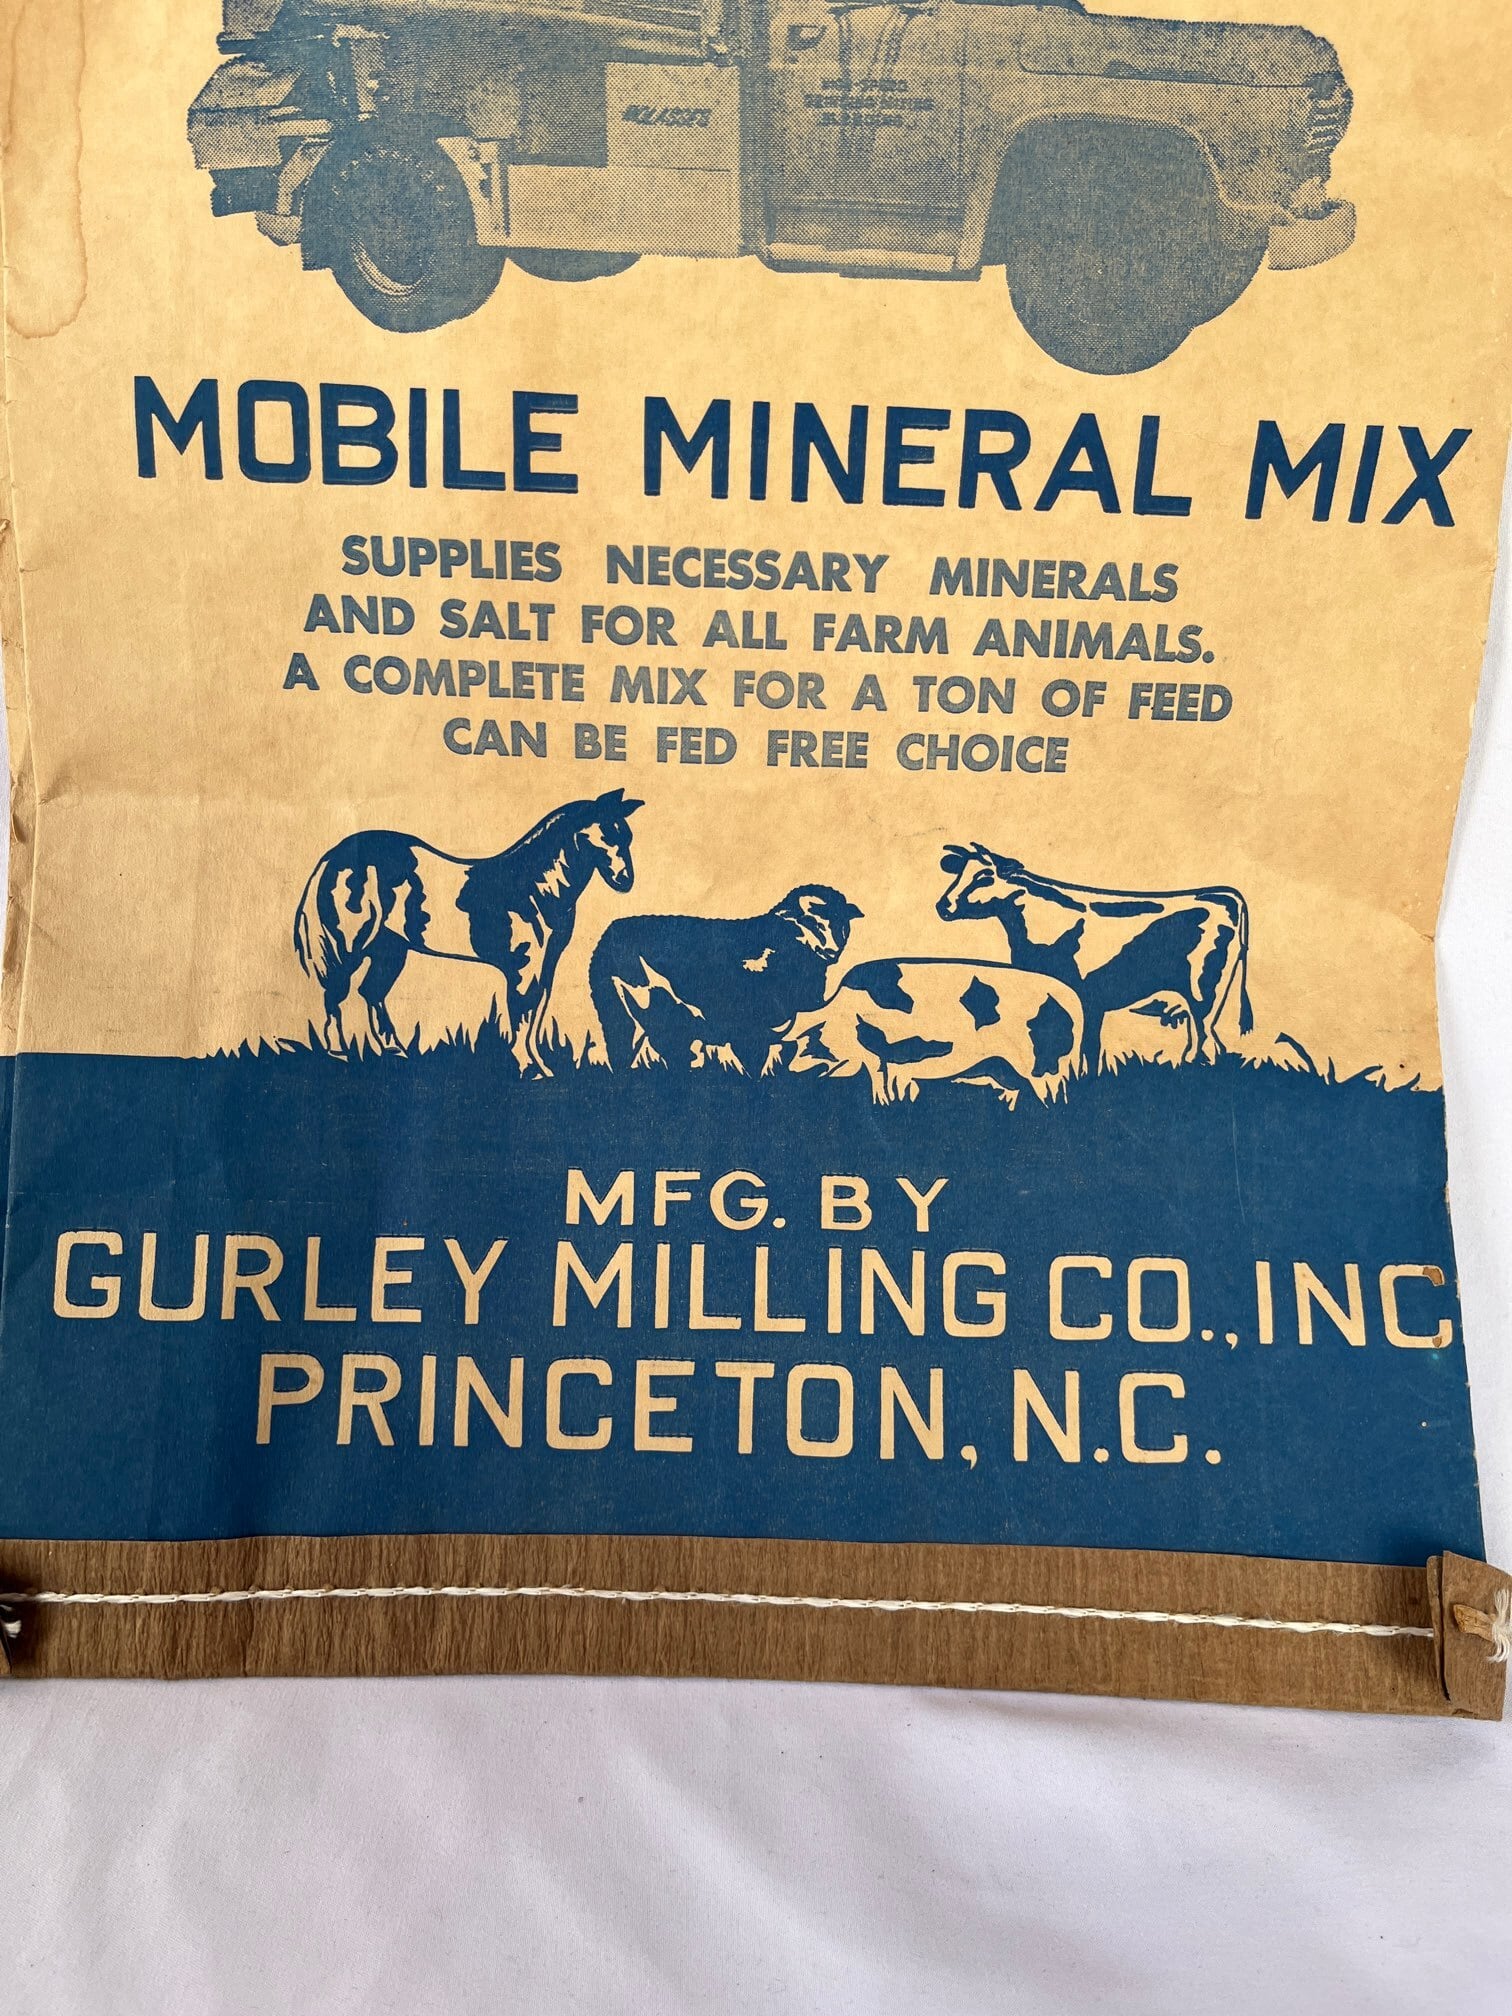 MOLASSES
MOBILE MINERAL MIX
SUPPLIES NECESSARY MINERALS
AND SALT FOR ALL FARM ANIMALS.
A COMPLETE MIX FOR A TON OF FEED
CAN BE FED FREE CHOICE
MFG. BY
GURLEY MILLING CO., INC
PRINCETON, N.C.